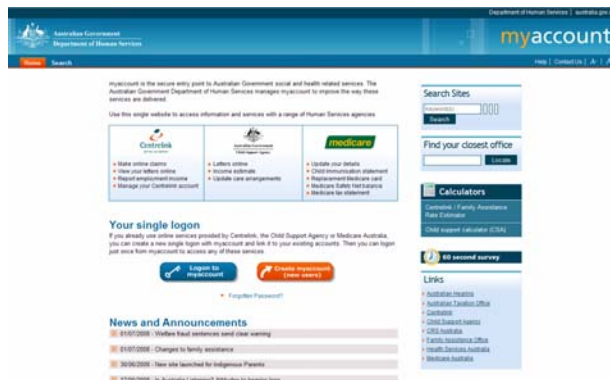 Department of Human Services | australia.gov.au
Australian Government
Department of Human Services
myaccount
Home Search
Help | Contact Us | A- | A
myaccount is the secure entry point to Australian Government social and health related services. The
Australian Government Department of Human Services manages myaccount to improve the way these
services are delivered.
Use this single website to access information and services with a range of Human Services agencies
Centrelink
Child Support Agency
medicare
Make online claims
View your letters online
Report employment income
Manage your Centrelink account
Letters online
Income estimate
Update care arrangements
Update your details
Child Immunisation statement
Replacement Medicare card
Medicare Safety Net balance
Medicare tax statement
Your single logon
If you already use online services provided by Centrelink, the Child Support Agency or Medicare Australia,
you can create a new single logon with myaccount and link it to your existing accounts. Then you can logon
just once from myaccount to access any of these services
Logon to
myaccount
Create myaccount
(new users)
Forgotten Password?
News and Announcements
01/07/2008 - Welfare fraud sentences send clear warning
01/07/2008 - Changes to family assistance
30/06/2008 - New site launched for Indigenous Parents
Search Sites
keyword(s)
Search
Find your closest office
Locate
Calculators
Centrelink / Family Assistance
Rate Estimator
Child support calculator (CSA)
60 second survey
Links
Australian Hearing
Australian Taxation Office
Centrelink
Child Support Agency
CRS Australia
Family Assistance Office
Health Services Australia
Medicare Australia